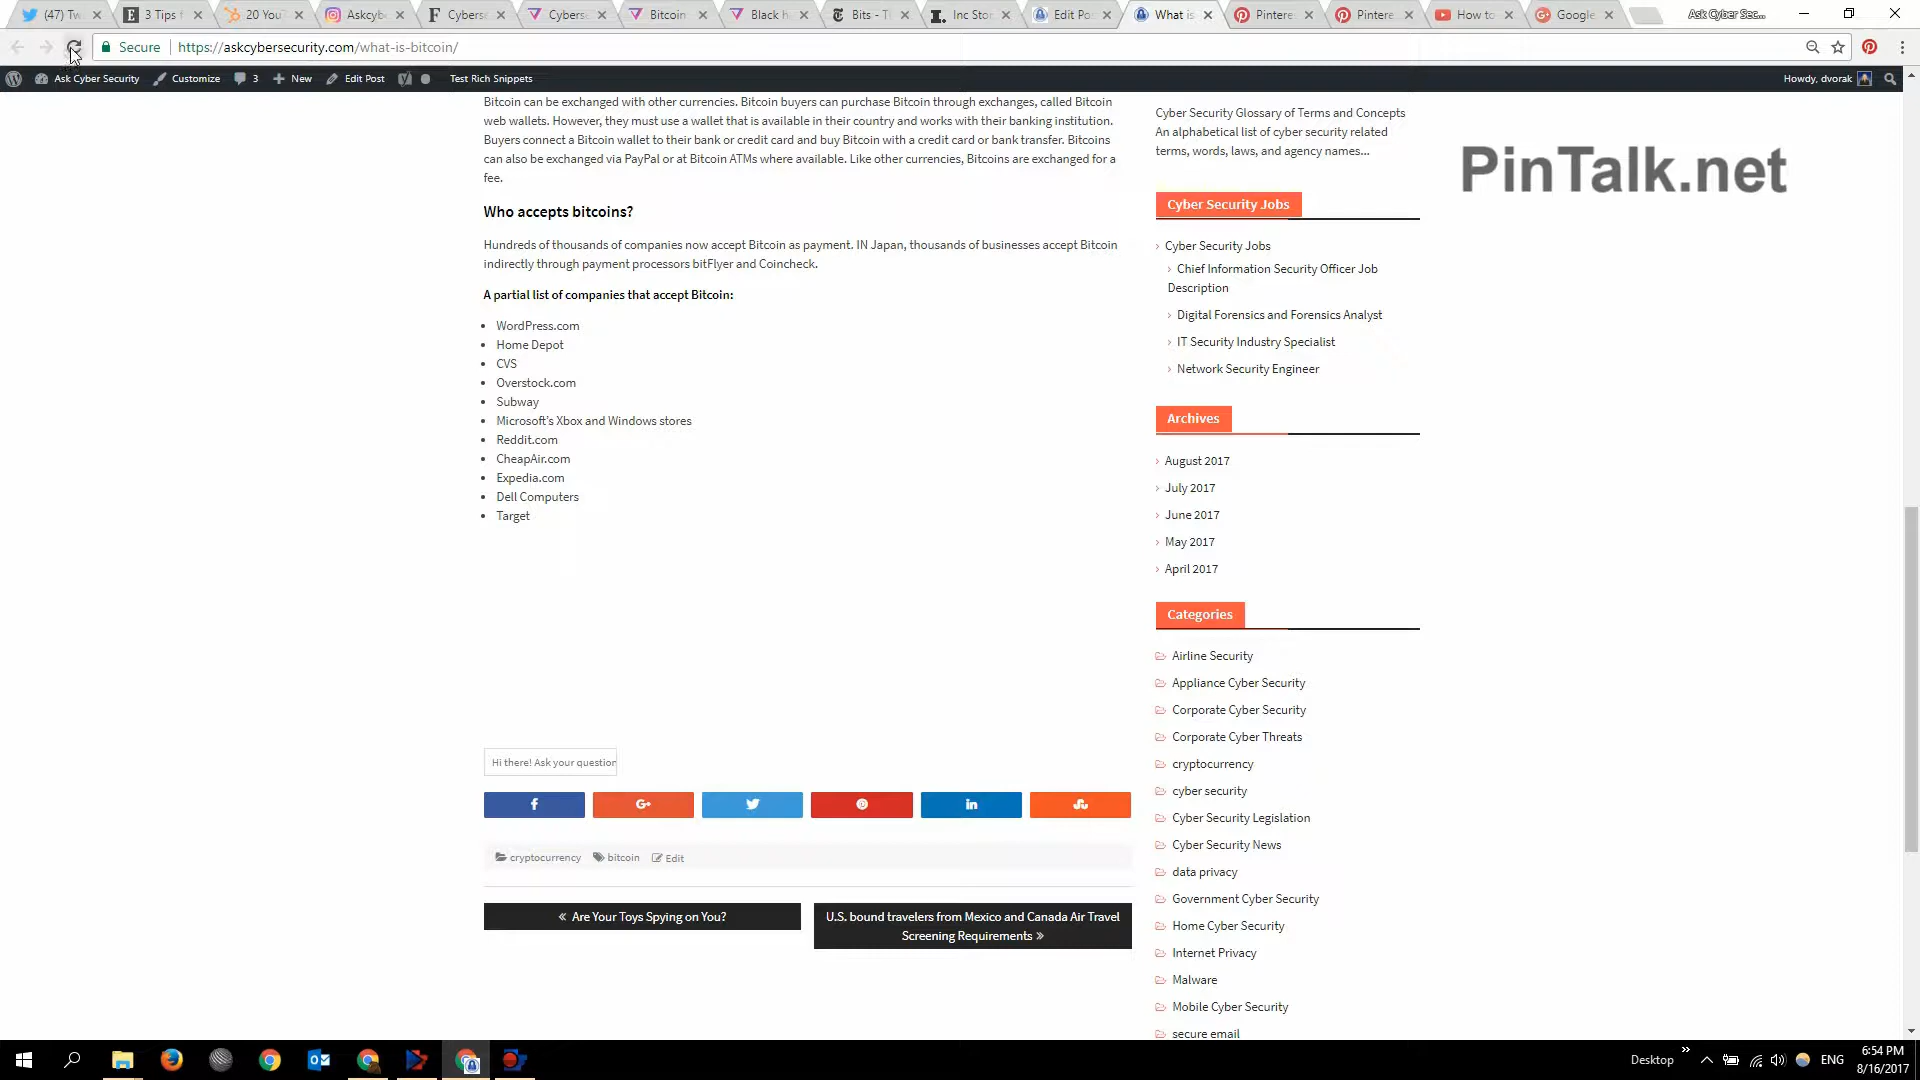 (47) Tw
3 Tips f
20 You
Askcyb
Cyberse
Cybers
Bitcoin
Black h
Bits - T
Inc Stor
Edit Po
What is
Pintere
Pintere
How to
Google
Ask Cyber Sec...
Secure
https://askcybersecurity.com/what-is-bitcoin/
Ask Cyber Security
Customize
3
New
Edit Post
Test Rich Snippets
Howdy, dvorak
Bitcoin can be exchanged with other currencies. Bitcoin buyers can purchase Bitcoin through exchanges, called Bitcoin
web wallets. However, they must use a wallet that is available in their country and works with their banking institution.
Buyers connect a Bitcoin wallet to their bank or credit card and buy Bitcoin with a credit card or bank transfer. Bitcoins
can also be exchanged via PayPal or at Bitcoin ATMs where available. Like other currencies, Bitcoins are exchanged for a
fee.
Who accepts bitcoins?
Hundreds of thousands of companies now accept Bitcoin as payment. IN Japan, thousands of businesses accept Bitcoin
indirectly through payment processors bitFlyer and Coincheck.
A partial list of companies that accept Bitcoin:
WordPress.com
Home Depot
CVS
Overstock.com
Subway
Microsoft's Xbox and Windows stores
Reddit.com
CheapAir.com
Expedia.com
Dell Computers
Target
Hi there! Ask your question
cryptocurrency
bitcoin
Edit
« Are Your Toys Spying on You?
U.S. bound travelers from Mexico and Canada Air Travel
Screening Requirements »
Cyber Security Glossary of Terms and Concepts
An alphabetical list of cyber security related
terms, words, laws, and agency names...
Cyber Security Jobs
Cyber Security Jobs
Chief Information Security Officer Job
Description
Digital Forensics and Forensics Analyst
IT Security Industry Specialist
Network Security Engineer
Archives
August 2017
July 2017
June 2017
May 2017
April 2017
Categories
Airline Security
Appliance Cyber Security
Corporate Cyber Security
Corporate Cyber Threats
cryptocurrency
cyber security
Cyber Security Legislation
Cyber Security News
data privacy
Government Cyber Security
Home Cyber Security
Internet Privacy
Malware
Mobile Cyber Security
secure email
PinTalk.net
Desktop
ENG
6:54 PM
8/16/2017